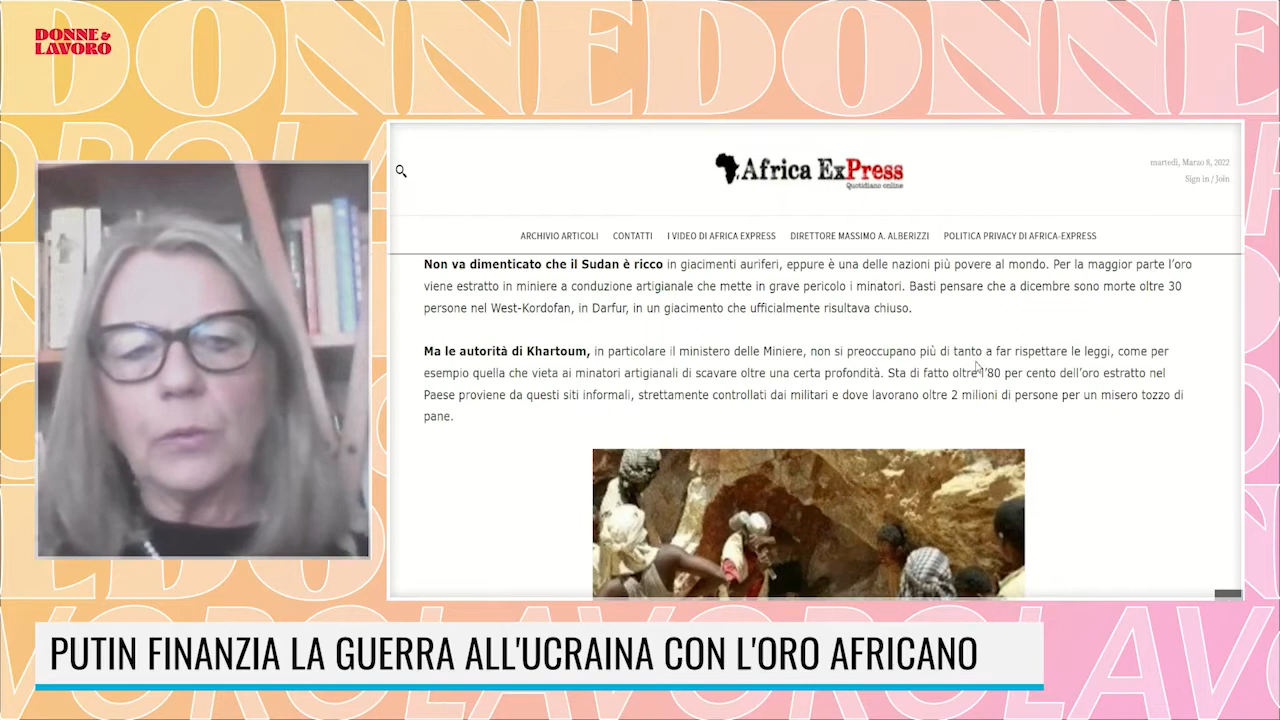 DONNE &
LAVORO
DONNEDONNE
Africa ExPress
Quotidiano online
martedì, Marzo 8, 2022
Sign in / Join
ARCHIVIO ARTICOLI CONTATTI I VIDEO DI AFRICA EXPRESS DIRETTORE MASSIMO A. ALBERIZZI POLITICA PRIVACY DI AFRICA-EXPRESS
Non va dimenticato che il Sudan è ricco in giacimenti auriferi, eppure è una delle nazioni più povere al mondo. Per la maggior parte l'oro
viene estratto in miniere a conduzione artigianale che mette in grave pericolo i minatori. Basti pensare che a dicembre sono morte oltre 30
persone nel West-Kordofan, in Darfur, in un giacimento che ufficialmente risultava chiuso.
Ma le autorità di Khartoum, in particolare il ministero delle Miniere, non si preoccupano più di tanto a far rispettare le leggi, come per
esempio quella che vieta ai minatori artigianali di scavare oltre una certa profondità. Sta di fatto oltre l'80 per cento dell'oro estratto nel
Paese proviene da questi siti informali, strettamente controllati dai militari e dove lavorano oltre 2 milioni di persone per un misero tozzo di
pane.
PUTIN FINANZIA LA GUERRA ALL'UCRAINA CON L'ORO AFRICANO